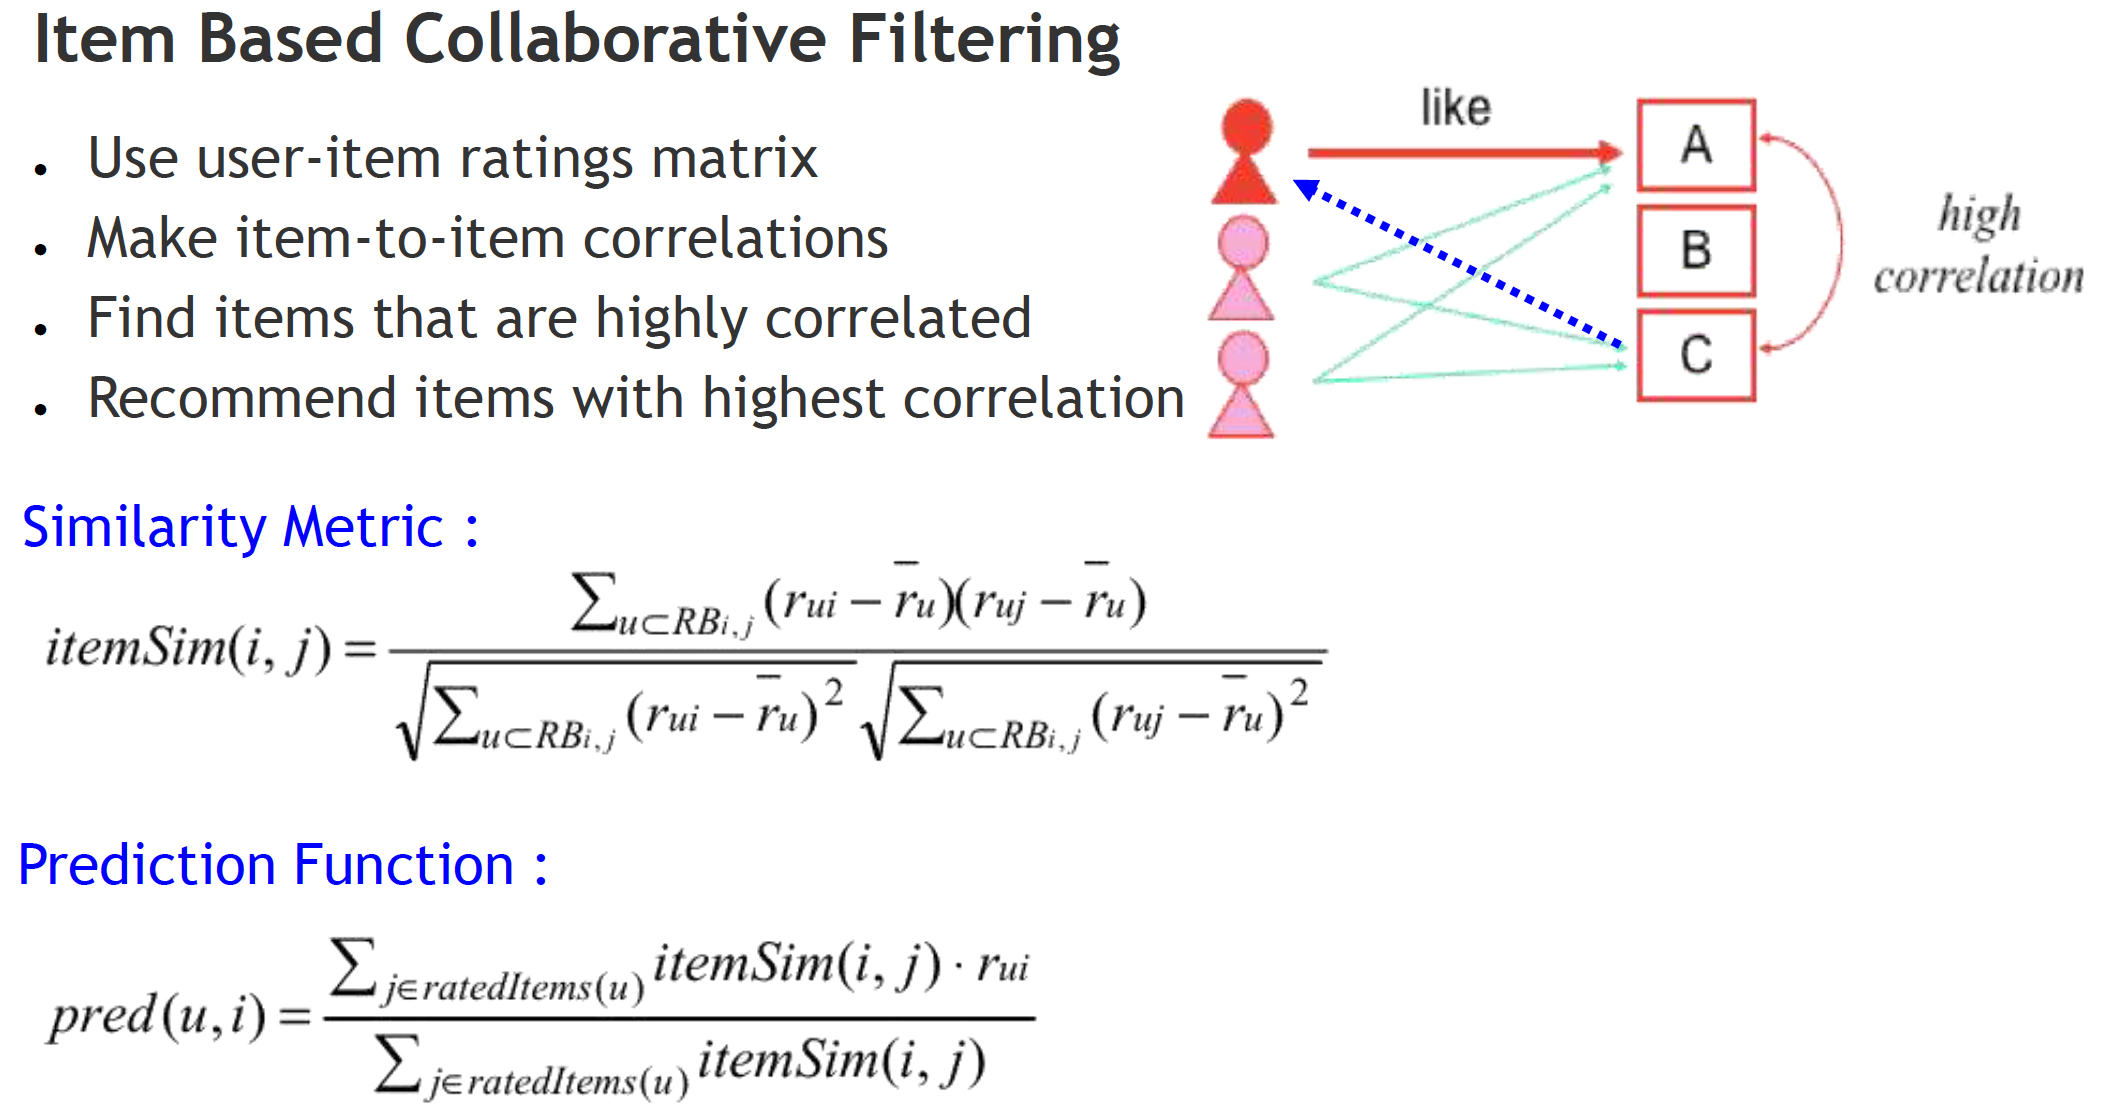 Item Based Collaborative Filtering
• Use user-item ratings matrix
• Make item-to-item correlations
• Find items that are highly correlated
• Recommend items with highest correlation
like
A
B
C
high
correlation
Similarity Metric :
itemSim(i, j) = \frac{\sum_{u \subset RB_{i,j}} (r_{ui} - \bar{r}_u)(r_{uj} - \bar{r}_u)}{\sqrt{\sum_{u \subset RB_{i,j}} (r_{ui} - \bar{r}_u)^2} \sqrt{\sum_{u \subset RB_{i,j}} (r_{uj} - \bar{r}_u)^2}}
Prediction Function :
pred(u,i) = \frac{\sum_{j \in ratedItems(u)} itemSim(i, j) \cdot r_{ui}}{\sum_{j \in ratedItems(u)} itemSim(i, j)}